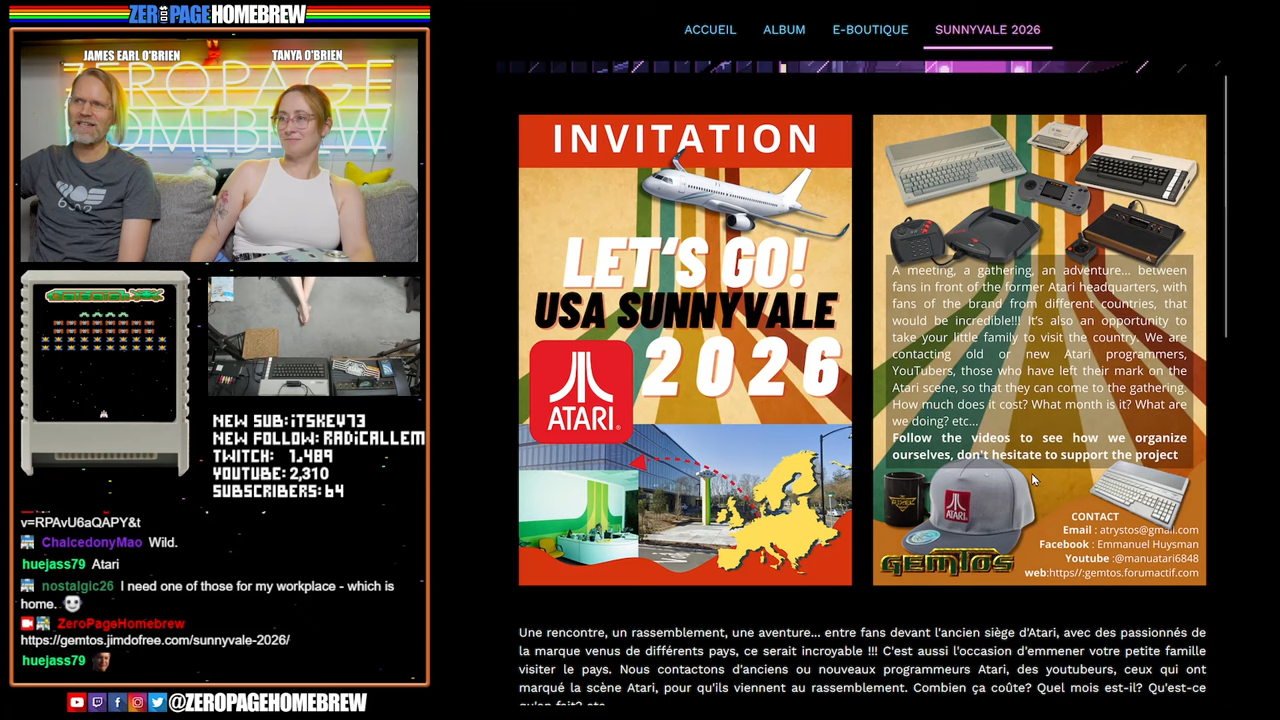 ZEROPAGEHOMEBREW
JAMES EARL O'BRIEN
TANYA O'BRIEN
ZEROPAGE
HOMEBREW
NEW SUB: iTSKEV73
NEW FOLLOW: RADiCALLEM
TWITCH: 1,489
YOUTUBE: 2,310
SUBSCRIBERS: 64
v=RPAvU6aQAPY&t
ChalcedonyMao Wild.
huejass79 Atari
nostalgic26 I need one of those for my workplace - which is
home.
ZeroPageHomebrew
https://gemtos.jimdofree.com/sunnyvale-2026/
huejass79
@ZEROPAGEHOMEBREW
ACCUEIL
ALBUM
E-BOUTIQUE
SUNNYVALE 2026
INVITATION
LET'S GO!
USA SUNNYVALE
2026
ATARI
A meeting, a gathering, an adventure... between
fans in front of the former Atari headquarters, with
fans of the brand from different countries, that
would be incredible!!! It's also an opportunity to
take your little family to visit the country. We are
contacting old or new Atari programmers,
YouTubers, those who have left their mark on the
Atari scene, so that they can come to the gathering.
How much does it cost? What month is it? What are
we doing? etc...
Follow the videos to see how we organize
ourselves, don't hesitate to support the project
ATARI
GEMTOS
CONTACT
Email : atrystos@gmail.com
Facebook : Emmanuel Huysman
Youtube :@manuatari6848
web:https//:gemtos.forumactif.com
Une rencontre, un rassemblement, une aventure... entre fans devant l'ancien siège d'Atari, avec des passionnés de
la marque venus de différents pays, ce serait incroyable !!! C'est aussi l'occasion d'emmener votre petite famille
visiter le pays. Nous contactons d'anciens ou nouveaux programmeurs Atari, des youtubeurs, ceux qui ont
marqué la scène Atari, pour qu'ils viennent au rassemblement. Combien ça coûte? Quel mois est-il? Qu'est-ce
qu'on fait? etc